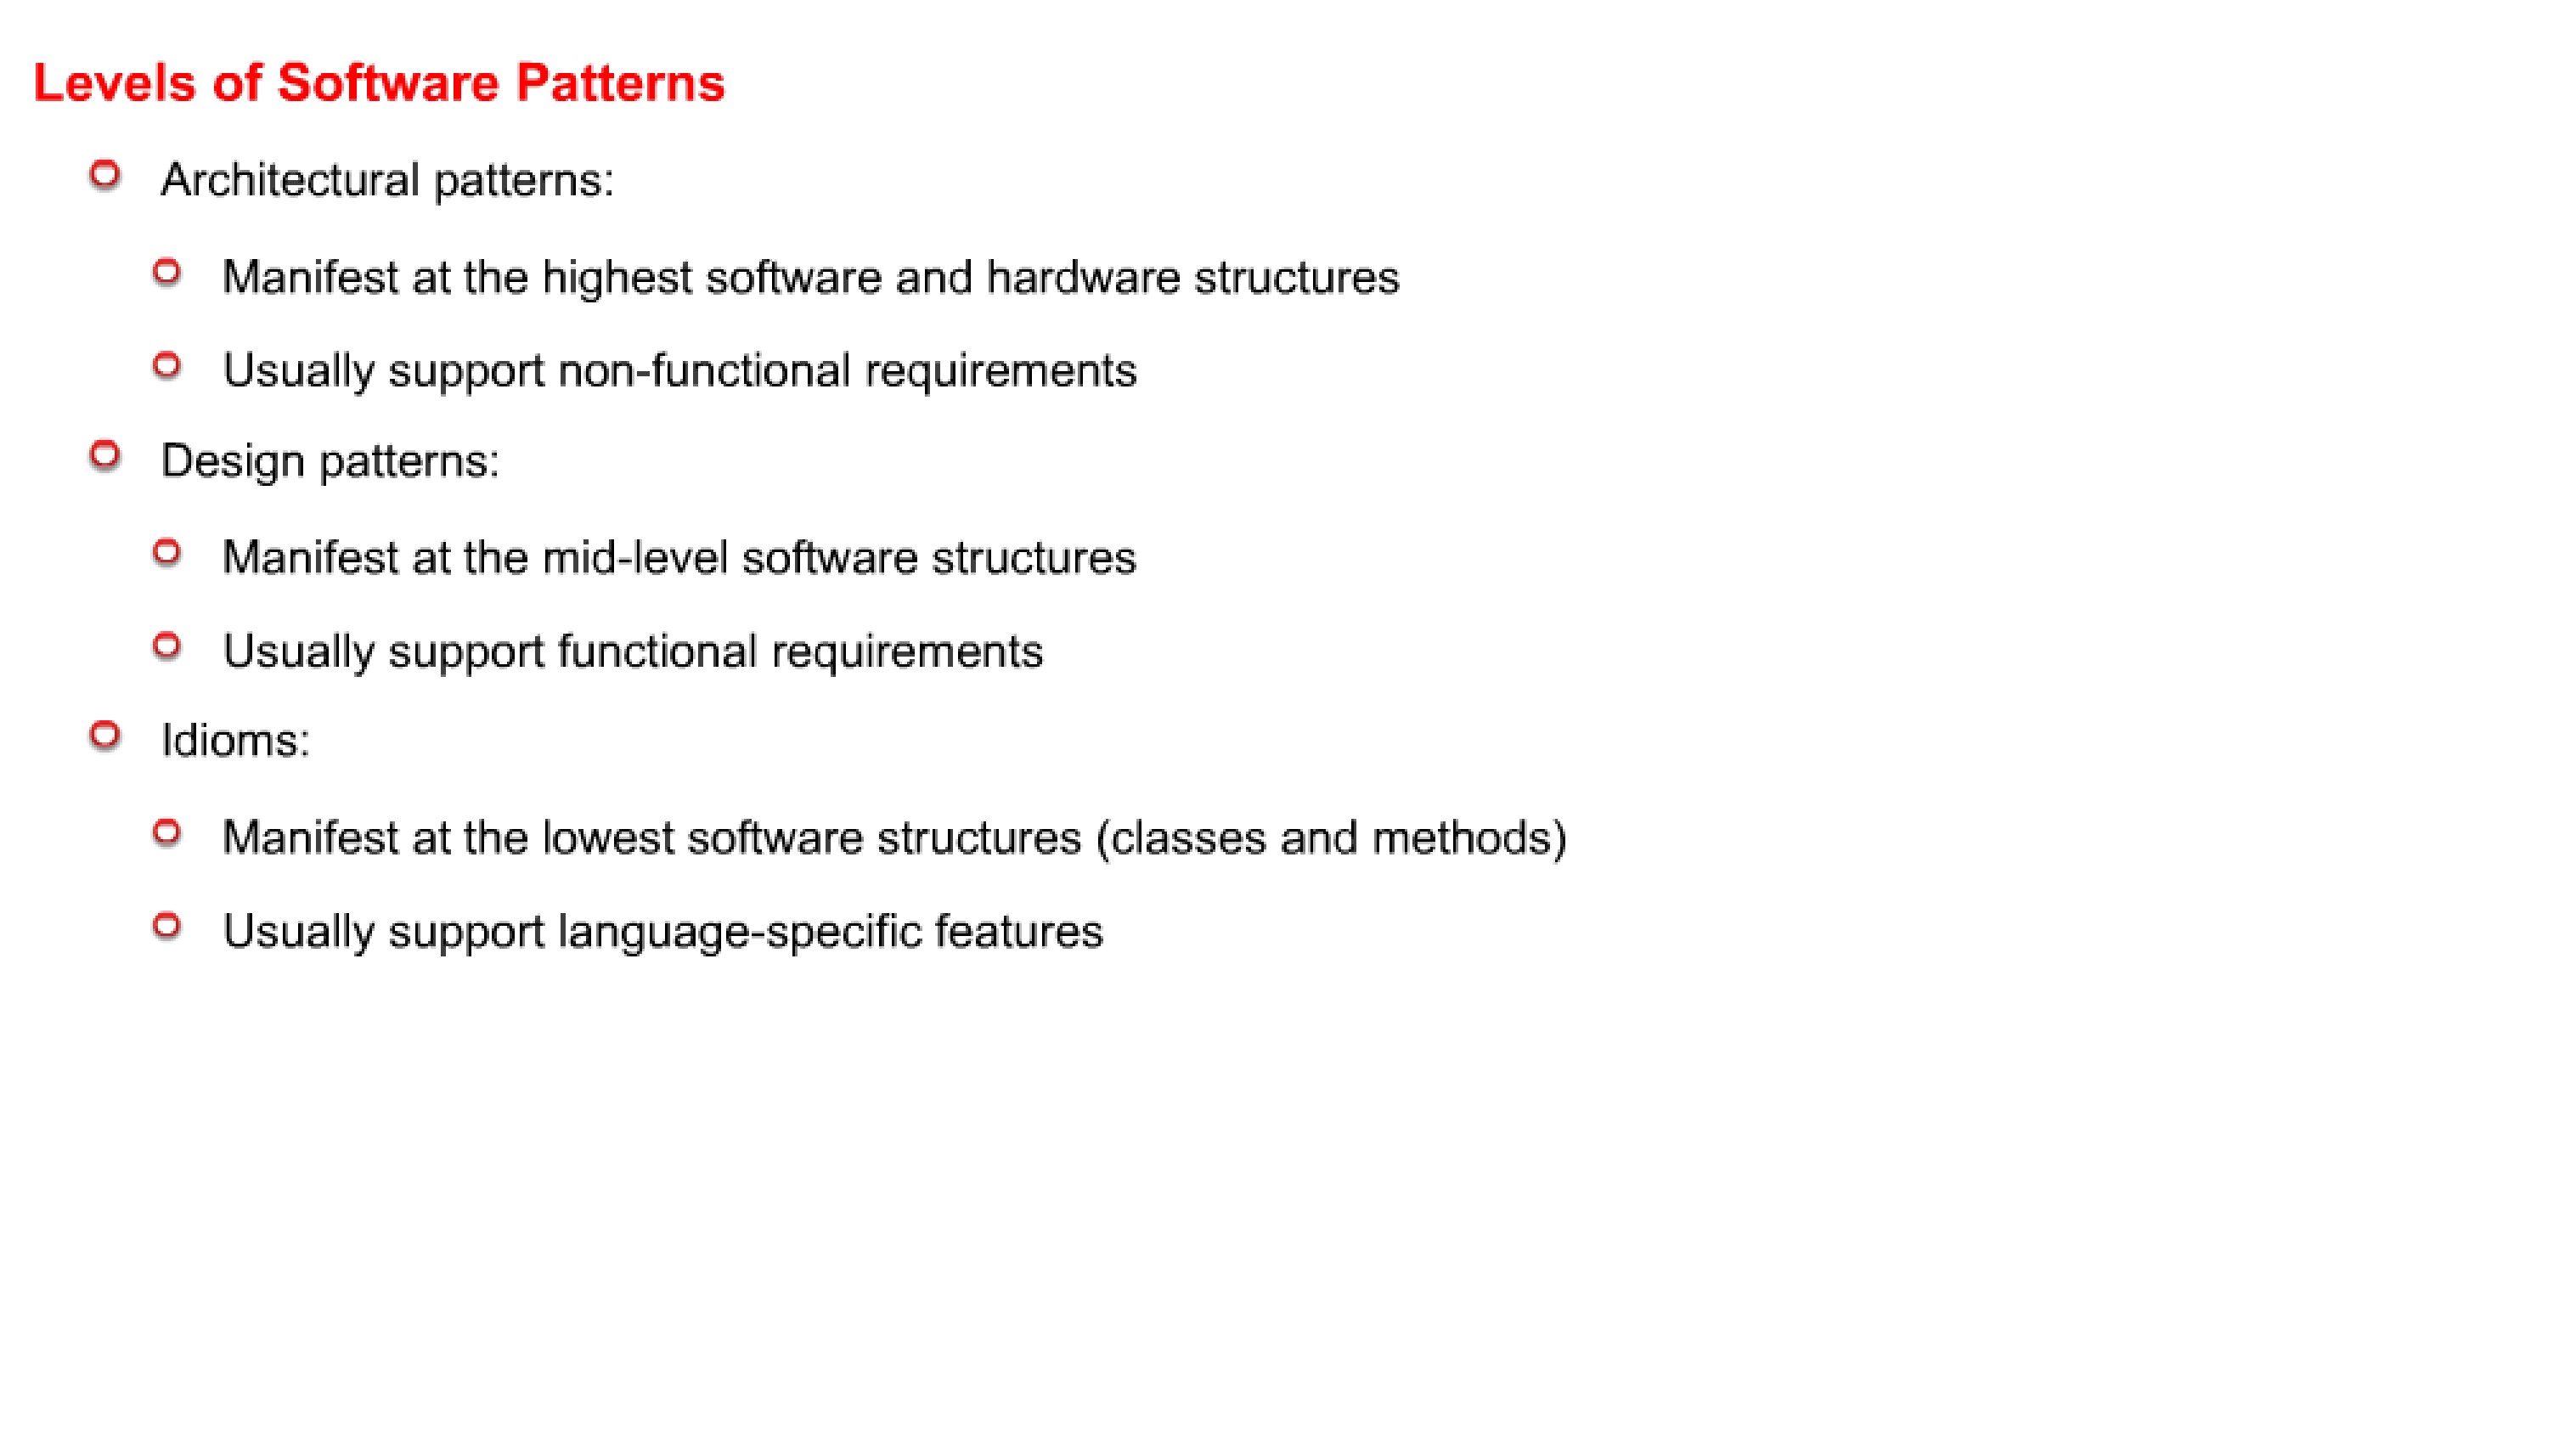 Levels of Software Patterns
Architectural patterns:
Manifest at the highest software and hardware structures
Usually support non-functional requirements
Design patterns:
Manifest at the mid-level software structures
Usually support functional requirements
Idioms:
Manifest at the lowest software structures (classes and methods)
Usually support language-specific features